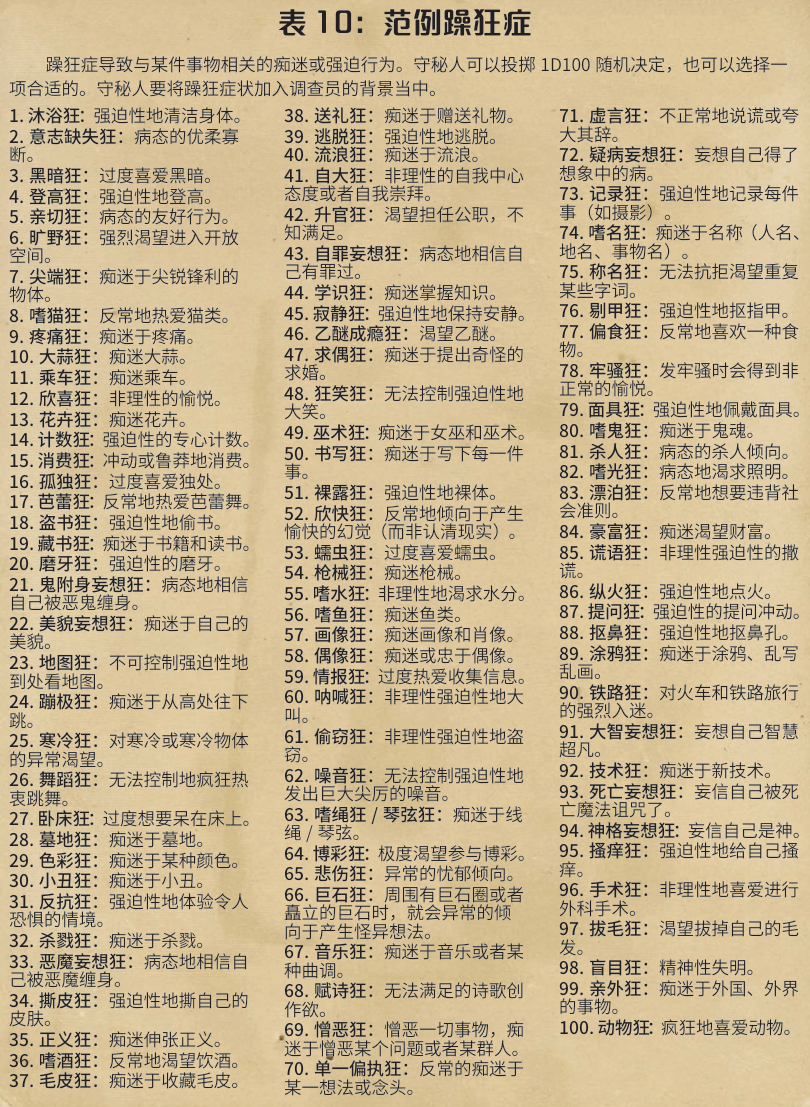 表 10：范例躁狂症
躁狂症导致与某件事物相关的痴迷或强迫行为。守秘人可以投掷 1D100 随机决定，也可以选择一
项合适的。守秘人要将躁狂症状加入调查员的背景当中。
1. 沐浴狂：强迫性地清洁身体。
2. 意志缺失狂：病态的优柔寡
断。
3. 黑暗狂：过度喜爱黑暗。
4. 登高狂：强迫性地登高。
5. 亲切狂：病态的友好行为。
6. 旷野狂：强烈渴望进入开放
空间。
7. 尖端狂：痴迷于尖锐锋利的
物体。
8. 嗜猫狂：反常地热爱猫类。
9. 疼痛狂：痴迷于疼痛。
10. 大蒜狂：痴迷大蒜。
11. 乘车狂：痴迷乘车。
12. 欣喜狂：非理性的愉悦。
13. 花卉狂：痴迷花卉。
14. 计数狂：强迫性的专心计数。
15. 消费狂：冲动或鲁莽地消费。
16. 孤独狂：过度喜爱独处。
17. 芭蕾狂：反常地热爱芭蕾舞。
18. 盗书狂：强迫性地偷书。
19. 藏书狂：痴迷于书籍和读书。
20. 磨牙狂：强迫性的磨牙。
21. 鬼附身妄想狂：病态地相信
自己被恶鬼缠身。
22. 美貌妄想狂：痴迷于自己的
美貌。
23. 地图狂：不可控制强迫性地
到处看地图。
24. 蹦极狂：痴迷于从高处往下
跳。
25. 寒冷狂：对寒冷或寒冷物体
的异常渴望。
26. 舞蹈狂：无法控制地疯狂热
衷跳舞。
27. 卧床狂：过度想要呆在床上。
28. 墓地狂：痴迷于墓地。
29. 色彩狂：痴迷于某种颜色。
30. 小丑狂：痴迷于小丑。
31. 反抗狂：强迫性地体验令人
恐惧的情境。
32. 杀戮狂：痴迷于杀戮。
33. 恶魔妄想狂：病态地相信自
己被恶魔缠身。
34. 撕皮狂：强迫性地撕自己的
皮肤。
35. 正义狂：痴迷伸张正义。
36. 嗜酒狂：反常地渴望饮酒。
37. 毛皮狂：痴迷于收藏毛皮。
38. 送礼狂：痴迷于赠送礼物。
39. 逃脱狂：强迫性地逃脱。
40. 流浪狂：痴迷于流浪。
41. 自大狂：非理性的自我中心
态度或者自我崇拜。
42. 升官狂：渴望担任公职，不
知满足。
43. 自罪妄想狂：病态地相信自
己有罪过。
44. 学识狂：痴迷掌握知识。
45. 寂静狂：强迫性地保持安静。
46. 乙醚成瘾狂：渴望乙醚。
47. 求偶狂：痴迷于提出奇怪的
求婚。
48. 狂笑狂：无法控制强迫性地
大笑。
49. 巫术狂：痴迷于女巫和巫术。
50. 书写狂：痴迷于写下每一件
事。
51. 裸露狂：强迫性地裸体。
52. 欣快狂：反常地倾向于产生
愉快的幻觉（而非认清现实）。
53. 蠕虫狂：过度喜爱蠕虫。
54. 枪械狂：痴迷枪械。
55. 嗜水狂：非理性地渴求水分。
56. 嗜鱼狂：痴迷鱼类。
57. 画像狂：痴迷画像和肖像。
58. 偶像狂：痴迷或忠于偶像。
59. 情报狂：过度热爱收集信息。
60. 呐喊狂：非理性强迫性地大
叫。
61. 偷窃狂：非理性强迫性地盗
窃。
62. 噪音狂：无法控制强迫性地
发出巨大尖厉的噪音。
63. 嗜绳狂 / 琴弦狂：痴迷于线
绳 / 琴弦。
64. 博彩狂：极度渴望参与博彩。
65. 悲伤狂：异常的忧郁倾向。
66. 巨石狂：周围有巨石圈或者
矗立的巨石时，就会异常的倾
向于产生怪异想法。
67. 音乐狂：痴迷于音乐或者某
种曲调。
68. 赋诗狂：无法满足的诗歌创
作欲。
69. 憎恶狂：憎恶一切事物，痴
迷于憎恶某个问题或者某群人。
70. 单一偏执狂：反常的痴迷于
某一想法或念头。
71. 虚言狂：不正常地说谎或夸
大其辞。
72. 疑病妄想狂：妄想自己得了
想象中的病。
73. 记录狂：强迫性地记录每件
事（如摄影）。
74. 嗜名狂：痴迷于名称（人名、
地名、事物名）。
75. 称名狂：无法抗拒渴望重复
某些字词。
76. 剔甲狂：强迫性地抠指甲。
77. 偏食狂：反常地喜欢一种食
物。
78. 牢骚狂：发牢骚时会得到非
正常的愉悦。
79. 面具狂：强迫性地佩戴面具。
80. 嗜鬼狂：痴迷于鬼魂。
81. 杀人狂：病态的杀人倾向。
82. 嗜光狂：病态地渴求照明。
83. 漂泊狂：反常地想要违背社
会准则。
84. 豪富狂：痴迷渴望财富。
85. 谎语狂：非理性强迫性的撒
谎。
86. 纵火狂：强迫性地点火。
87. 提问狂：强迫性的提问冲动。
88. 抠鼻狂：强迫性地抠鼻孔。
89. 涂鸦狂：痴迷于涂鸦、乱写
乱画。
90. 铁路狂：对火车和铁路旅行
的强烈入迷。
91. 大智妄想狂：妄想自己智慧
超凡。
92. 技术狂：痴迷于新技术。
93. 死亡妄想狂：妄信自己被死
亡魔法诅咒了。
94. 神格妄想狂：妄信自己是神。
95. 搔痒狂：强迫性地给自己搔
痒。
96. 手术狂：非理性地喜爱进行
外科手术。
97. 拔毛狂：渴望拔掉自己的毛
发。
98. 盲目狂：精神性失明。
99. 亲外狂：痴迷于外国、外界
的事物。
100. 动物狂：疯狂地喜爱动物。